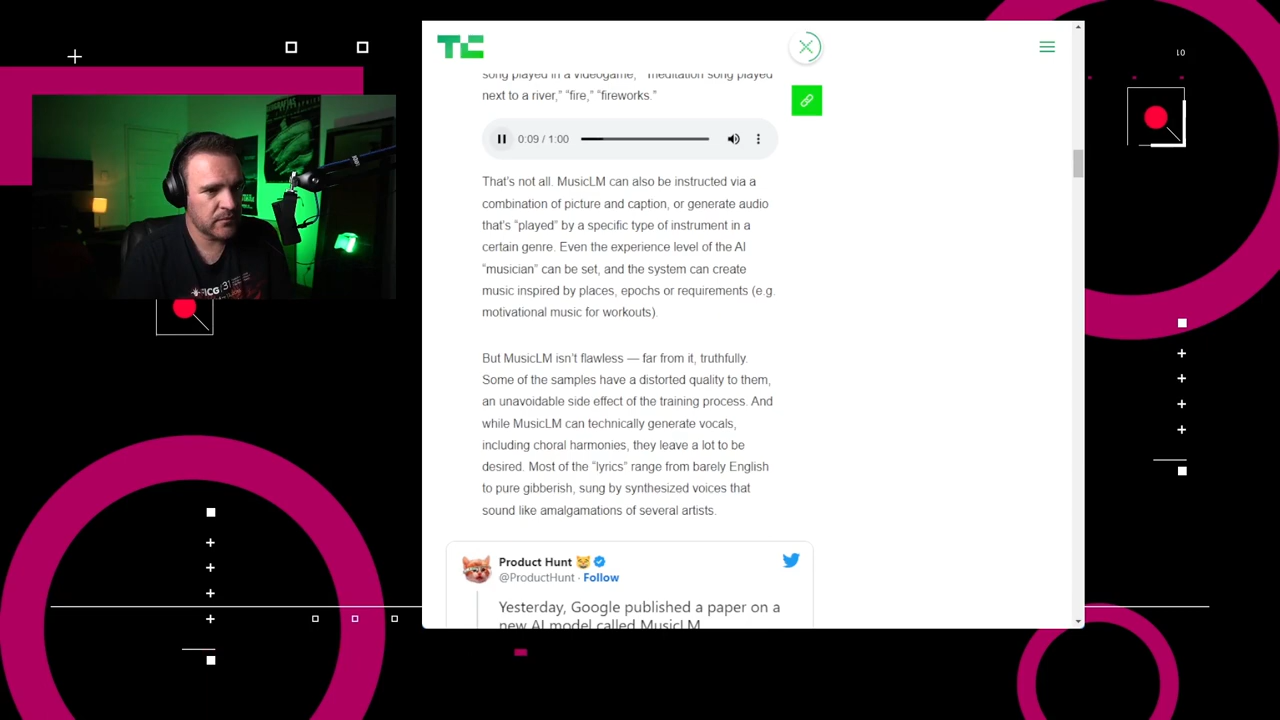 TC
song played in a videogame,” “meditation song played
next to a river,” “fire,” “fireworks.”
0:09 / 1:00
That’s not all. MusicLM can also be instructed via a
combination of picture and caption, or generate audio
that’s “played” by a specific type of instrument in a
certain genre. Even the experience level of the AI
“musician” can be set, and the system can create
music inspired by places, epochs or requirements (e.g.
motivational music for workouts).
But MusicLM isn’t flawless — far from it, truthfully.
Some of the samples have a distorted quality to them,
an unavoidable side effect of the training process. And
while MusicLM can technically generate vocals,
including choral harmonies, they leave a lot to be
desired. Most of the “lyrics” range from barely English
to pure gibberish, sung by synthesized voices that
sound like amalgamations of several artists.
Product Hunt 😸
@ProductHunt · Follow
Yesterday, Google published a paper on a
new AI model called MusicLM